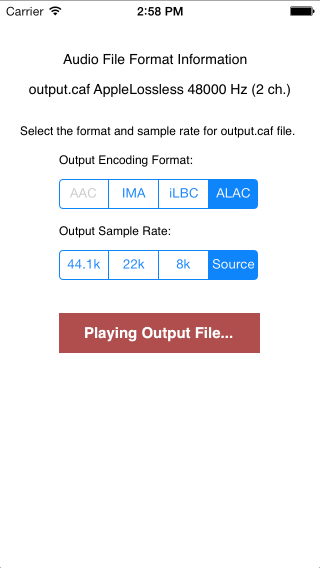 Carrier 2:58 PM
Audio File Format Information
output.caf AppleLossless 48000 Hz (2 ch.)
Select the format and sample rate for output.caf file.
Output Encoding Format:
AAC IMA iLBC ALAC
Output Sample Rate:
44.1k 22k 8k Source
Playing Output File...